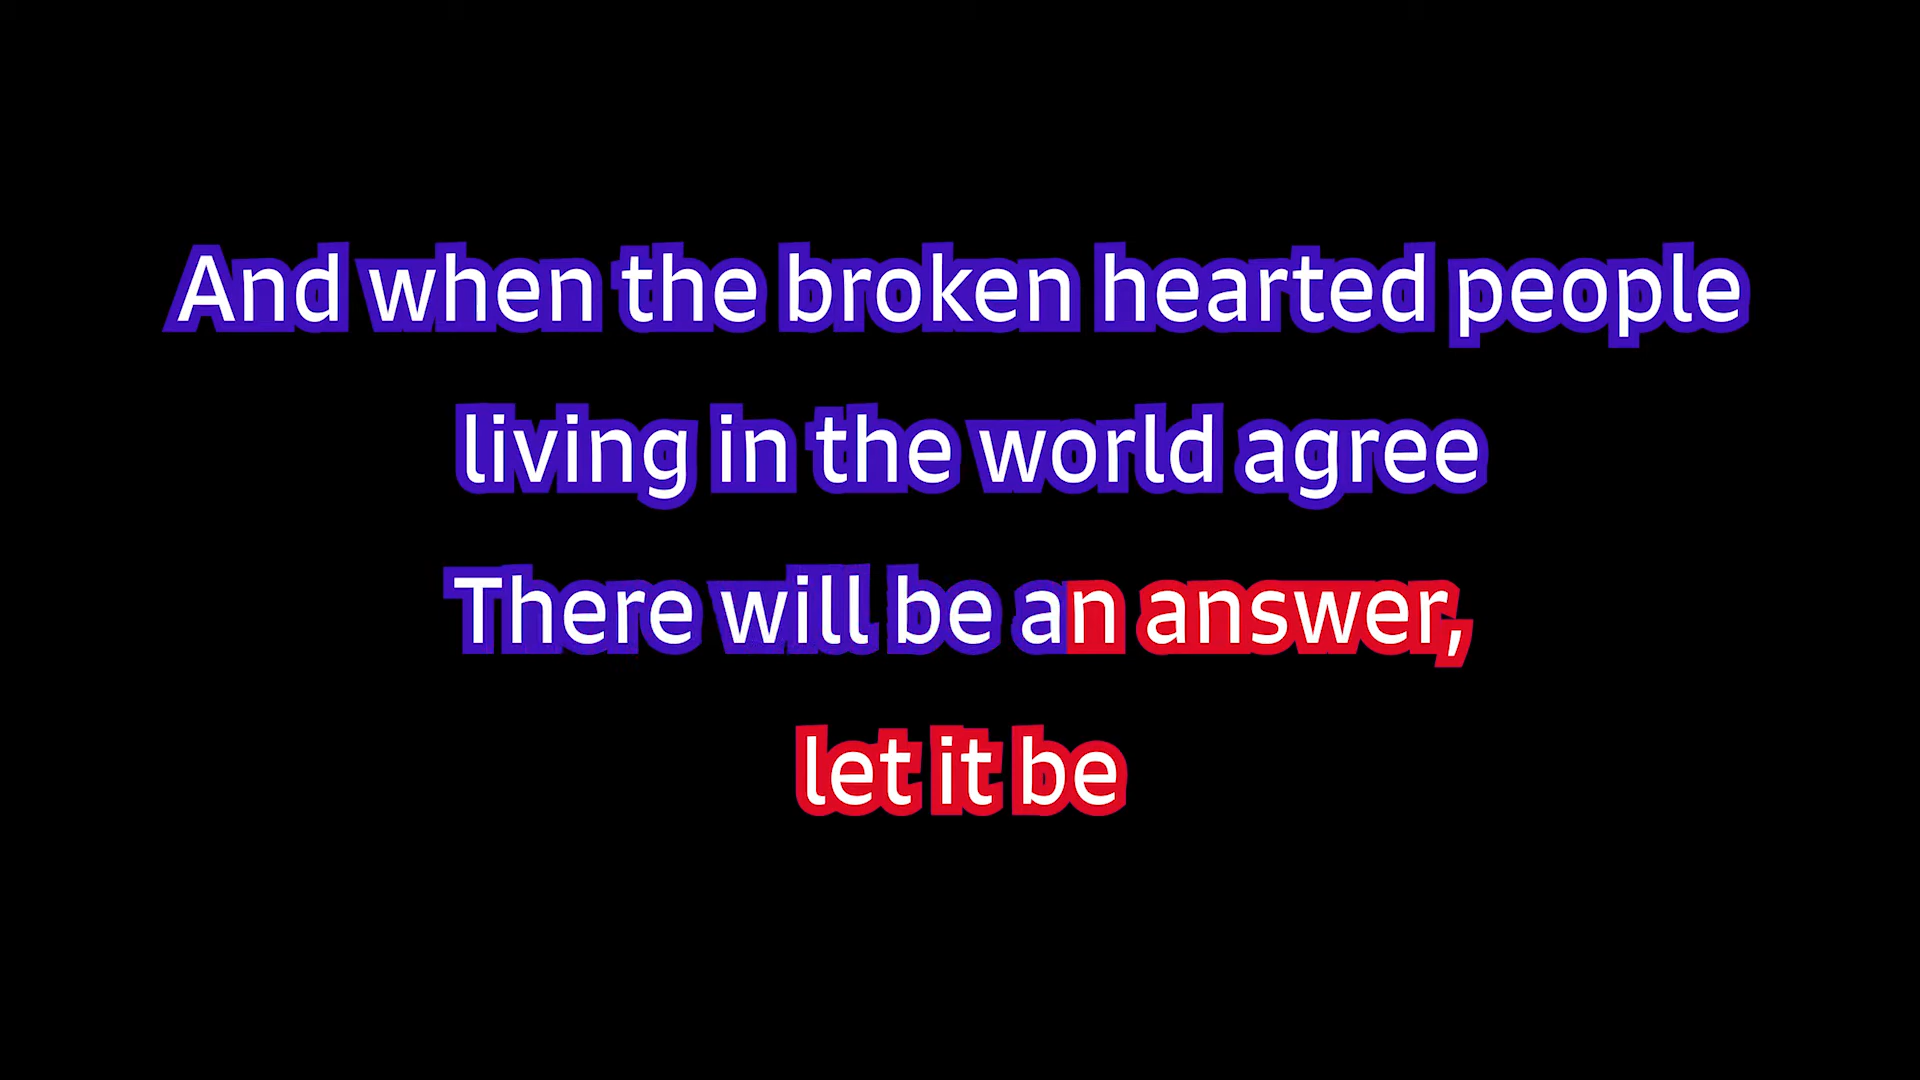 And when the broken hearted people
living in the world agree
There will be an answer,
let it be